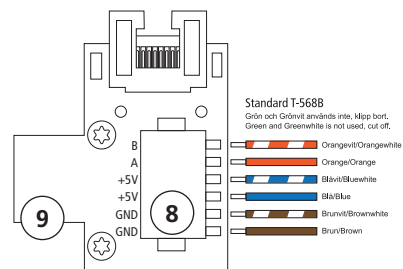 Standard T-568B
Grön och Grönvit används inte, klipp bort.
Green and Greenwhite is not used, cut off.
B Orangevit/Orangewhite
A Orange/Orange
+5V Blåvit/Bluewhite
+5V Blå/Blue
GND Brunvit/Brownwhite
GND Brun/Brown
9
8